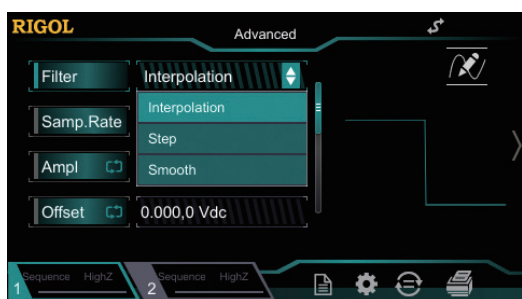 RIGOL
Advanced
Filter
Interpolation
Interpolation
Samp.Rate
Step
Ampl
Smooth
Offset
0.000,0 Vdc
Sequence HighZ
1
Sequence HighZ
2